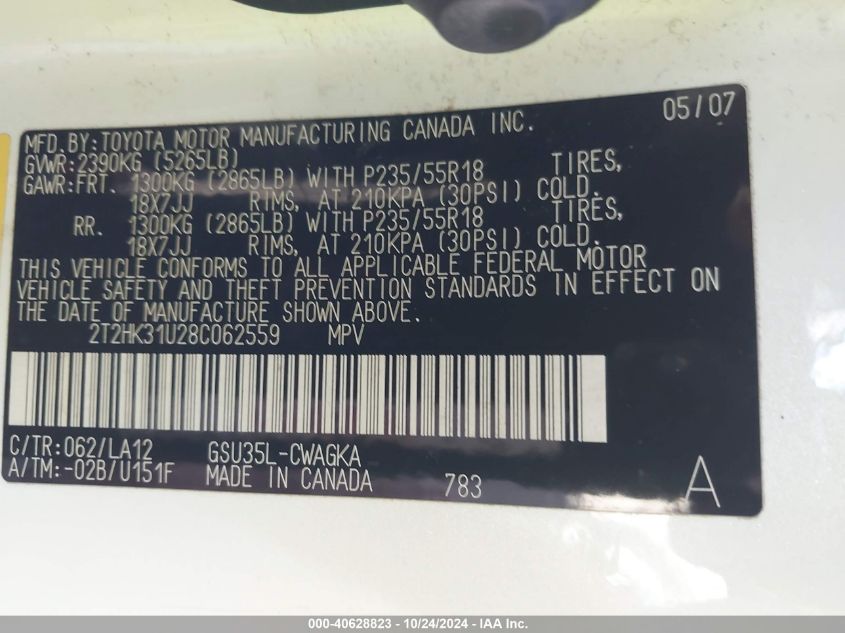 05/07
MFD.BY:TOYOTA MOTOR MANUFACTURING CANADA INC.
GVWR:2390KG (5265LB)
GAWR:FRT. 1300KG (2865LB) WITH P235/55R18 TIRES,
18X7JJ RIMS, AT 210KPA (30PSI) COLD.
RR. 1300KG (2865LB) WITH P235/55R18 TIRES,
18X7JJ RIMS, AT 210KPA (30PSI) COLD.
THIS VEHICLE CONFORMS TO ALL APPLICABLE FEDERAL MOTOR
VEHICLE SAFETY AND THEFT PREVENTION STANDARDS IN EFFECT ON
THE DATE OF MANUFACTURE SHOWN ABOVE.
2T2HK31U28C062559 MPV
C/TR:062/LA12 GSU35L-CWAGKA
A/TM:-02B/U151F MADE IN CANADA 783 A
000-40628823 - 10/24/2024 - IAA Inc.